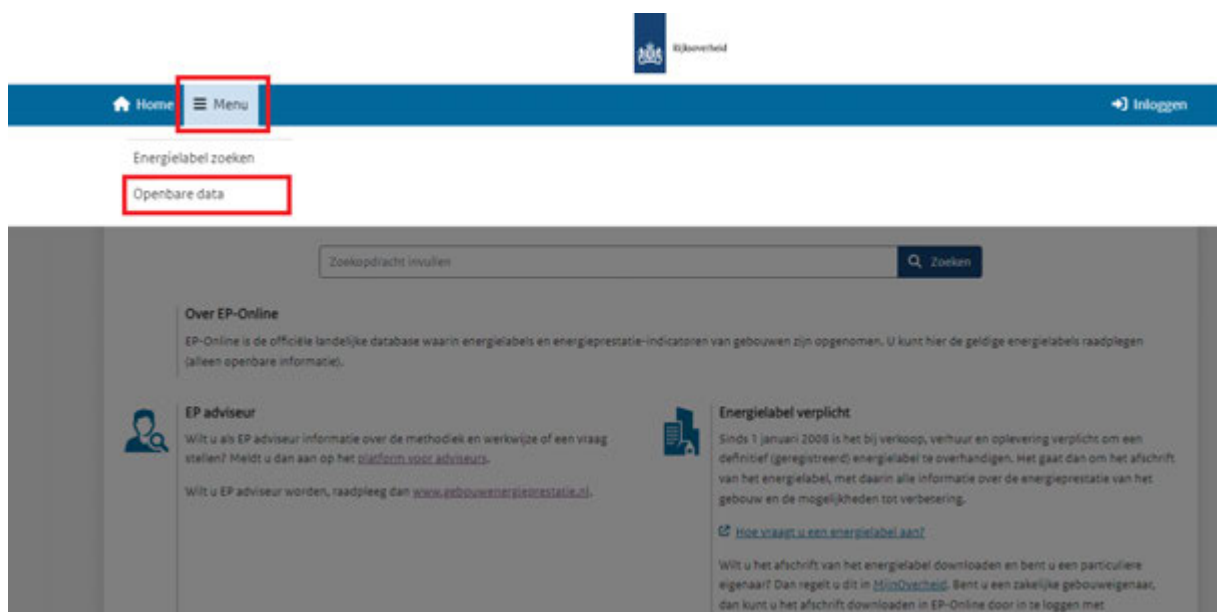 Rijksoverheid
Home
Menu
Inloggen
Energielabel zoeken
Openbare data
Zoekopdracht invullen
Zoeken
Over EP-Online
EP-Online is de officiële landelijke database waarin energielabels en energieprestatie-indicatoren van gebouwen zijn opgenomen. U kunt hier de geldige energielabels raadplegen
(alleen openbare informatie).
EP adviseur
Wilt u als EP adviseur informatie over de methodiek en werkwijze of een vraag
stellen? Meldt u dan aan op het platform voor adviseurs.
Wilt u EP adviseur worden, raadpleeg dan www.gebouwenergieprestatie.nl.
Energielabel verplicht
Sinds 1 januari 2008 is het bij verkoop, verhuur en oplevering verplicht om een
definitief (geregistreerd) energielabel te overhandigen. Het gaat dan om het afschrift
van het energielabel, met daarin alle informatie over de energieprestatie van het
gebouw en de mogelijkheden tot verbetering.
Hoe vraagt u een energielabel aan?
Wilt u het afschrift van het energielabel downloaden en bent u een particuliere
eigenaar? Dan regelt u dit in MijnOverheid. Bent u een zakelijke gebouweigenaar,
dan kunt u het afschrift downloaden in EP-Online door in te loggen met